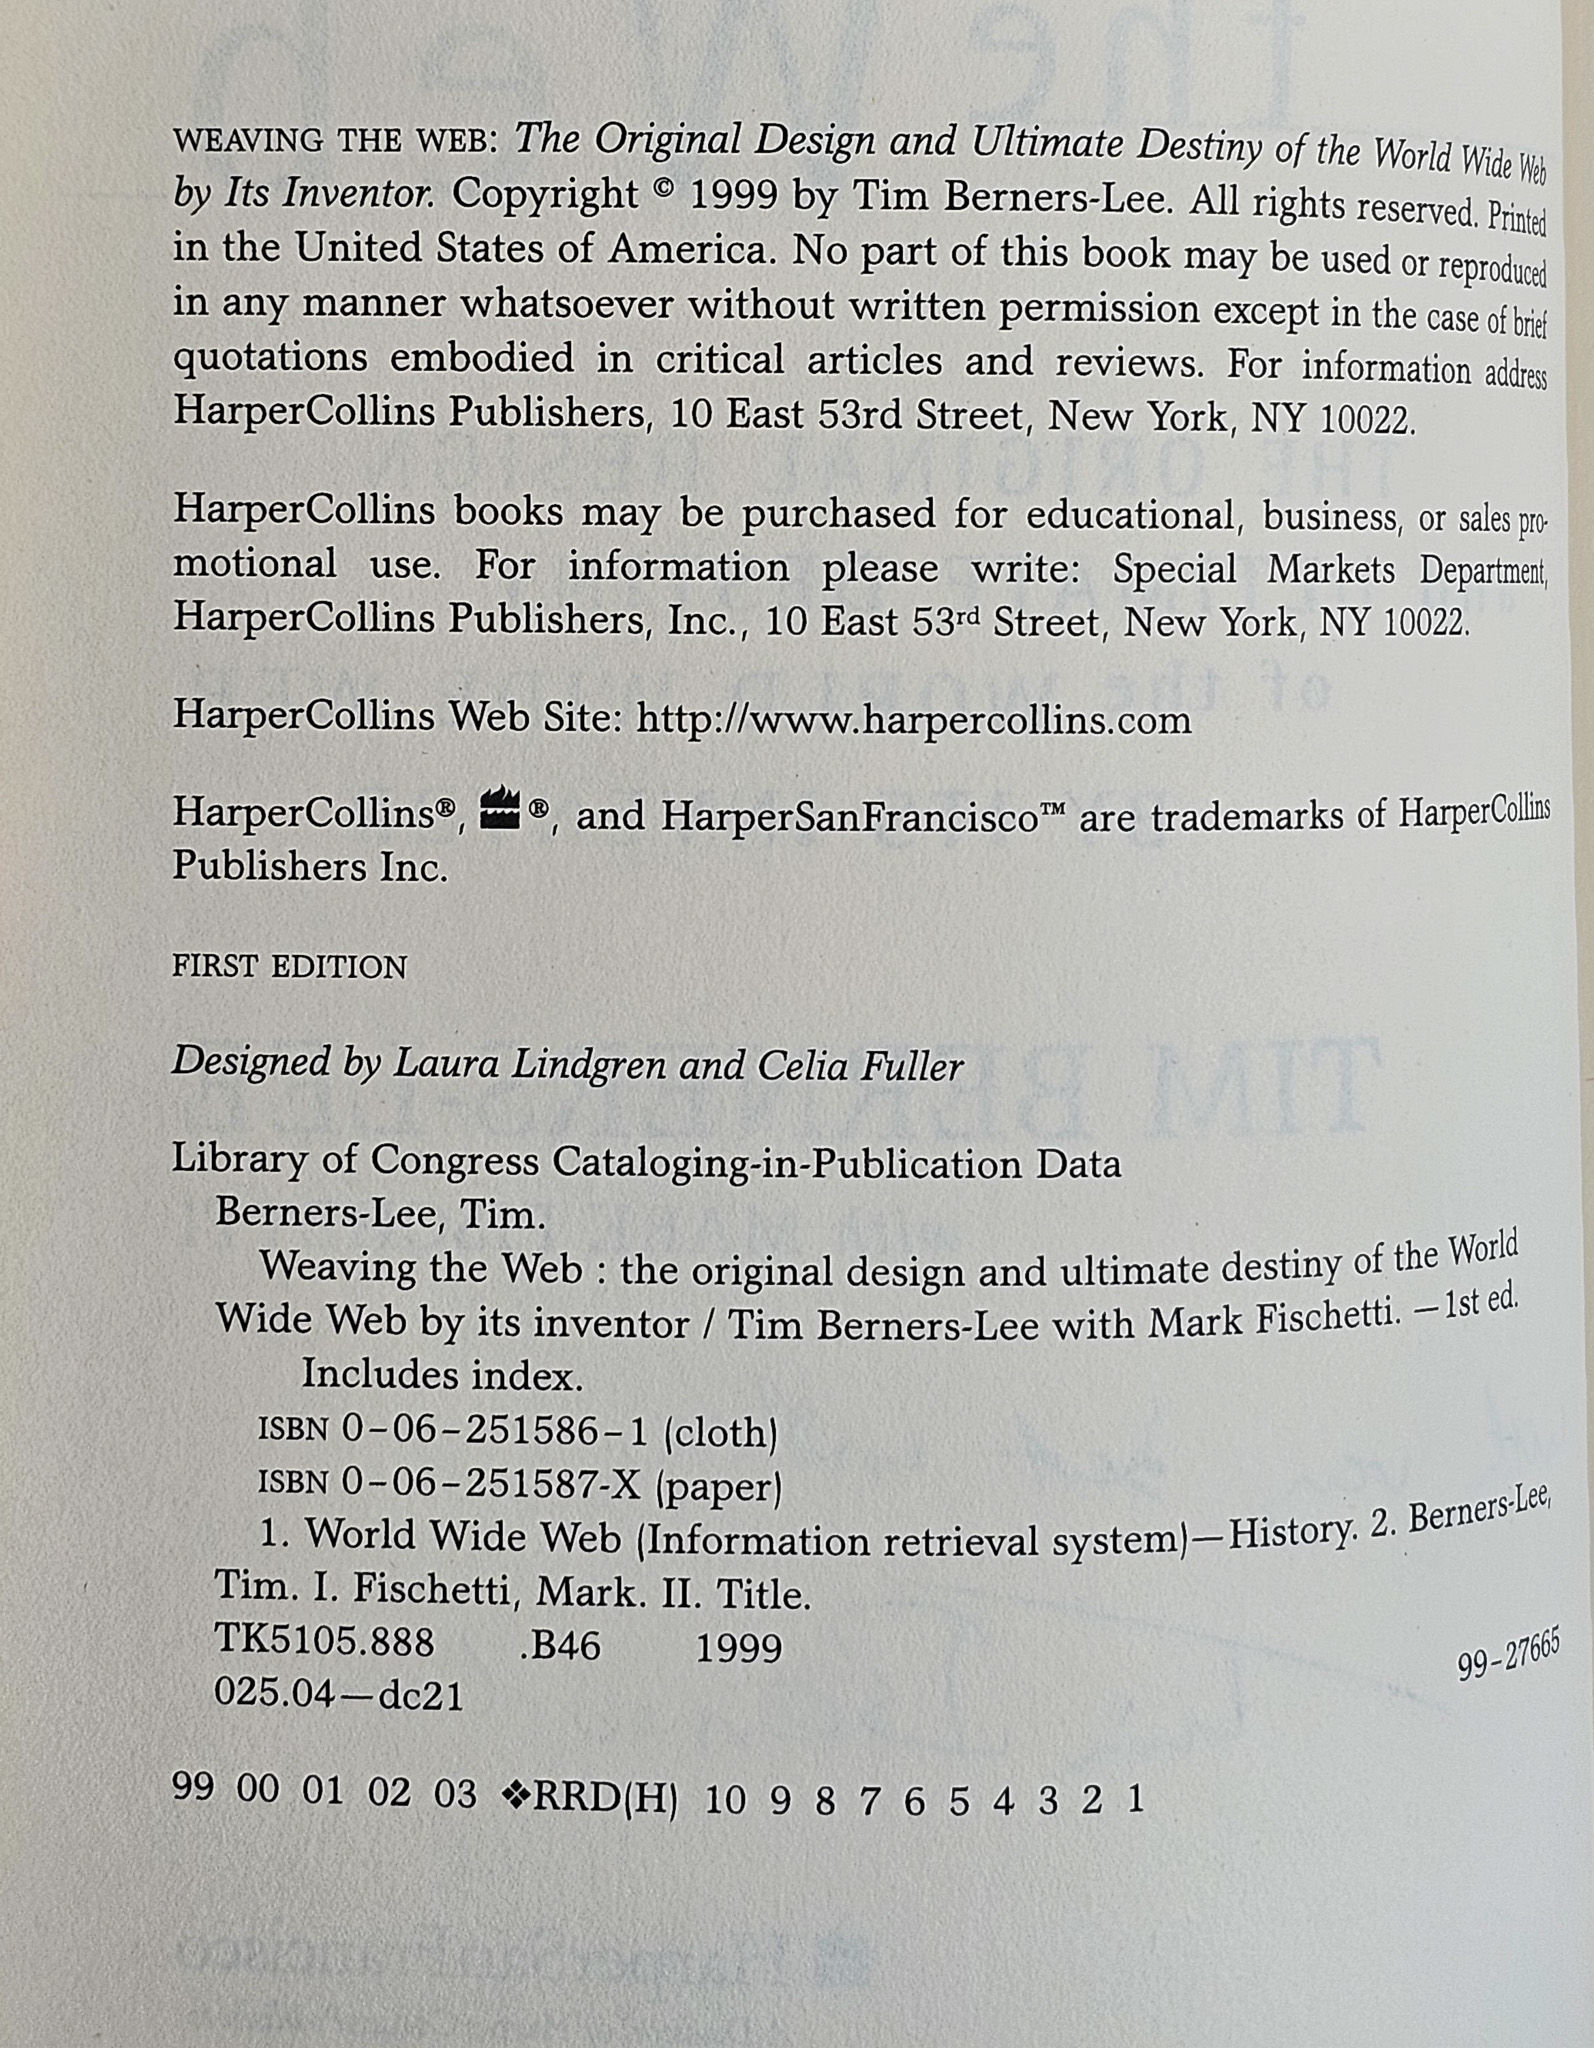 WEAVING THE WEB: The Original Design and Ultimate Destiny of the World Wide Web
by Its Inventor. Copyright © 1999 by Tim Berners-Lee. All rights reserved. Printed
in the United States of America. No part of this book may be used or reproduced
in any manner whatsoever without written permission except in the case of brief
quotations embodied in critical articles and reviews. For information address
HarperCollins Publishers, 10 East 53rd Street, New York, NY 10022.
HarperCollins books may be purchased for educational, business, or sales pro-
motional use. For information please write: Special Markets Department,
HarperCollins Publishers, Inc., 10 East 53rd Street, New York, NY 10022.
HarperCollins Web Site: http://www.harpercollins.com
HarperCollins®, ®, and HarperSanFrancisco™ are trademarks of HarperCollins
Publishers Inc.
FIRST EDITION
Designed by Laura Lindgren and Celia Fuller
Library of Congress Cataloging-in-Publication Data
Berners-Lee, Tim.
Weaving the Web : the original design and ultimate destiny of the World
Wide Web by its inventor / Tim Berners-Lee with Mark Fischetti. —1st ed.
Includes index.
ISBN 0–06–251586–1 (cloth)
ISBN 0–06–251587-X (paper)
1. World Wide Web (Information retrieval system)—History. 2. Berners-Lee,
Tim. I. Fischetti, Mark. II. Title.
TK5105.888 .B46 1999 99–27665
025.04—dc21
99 00 01 02 03 ❖RRD(H) 10 9 8 7 6 5 4 3 2 1